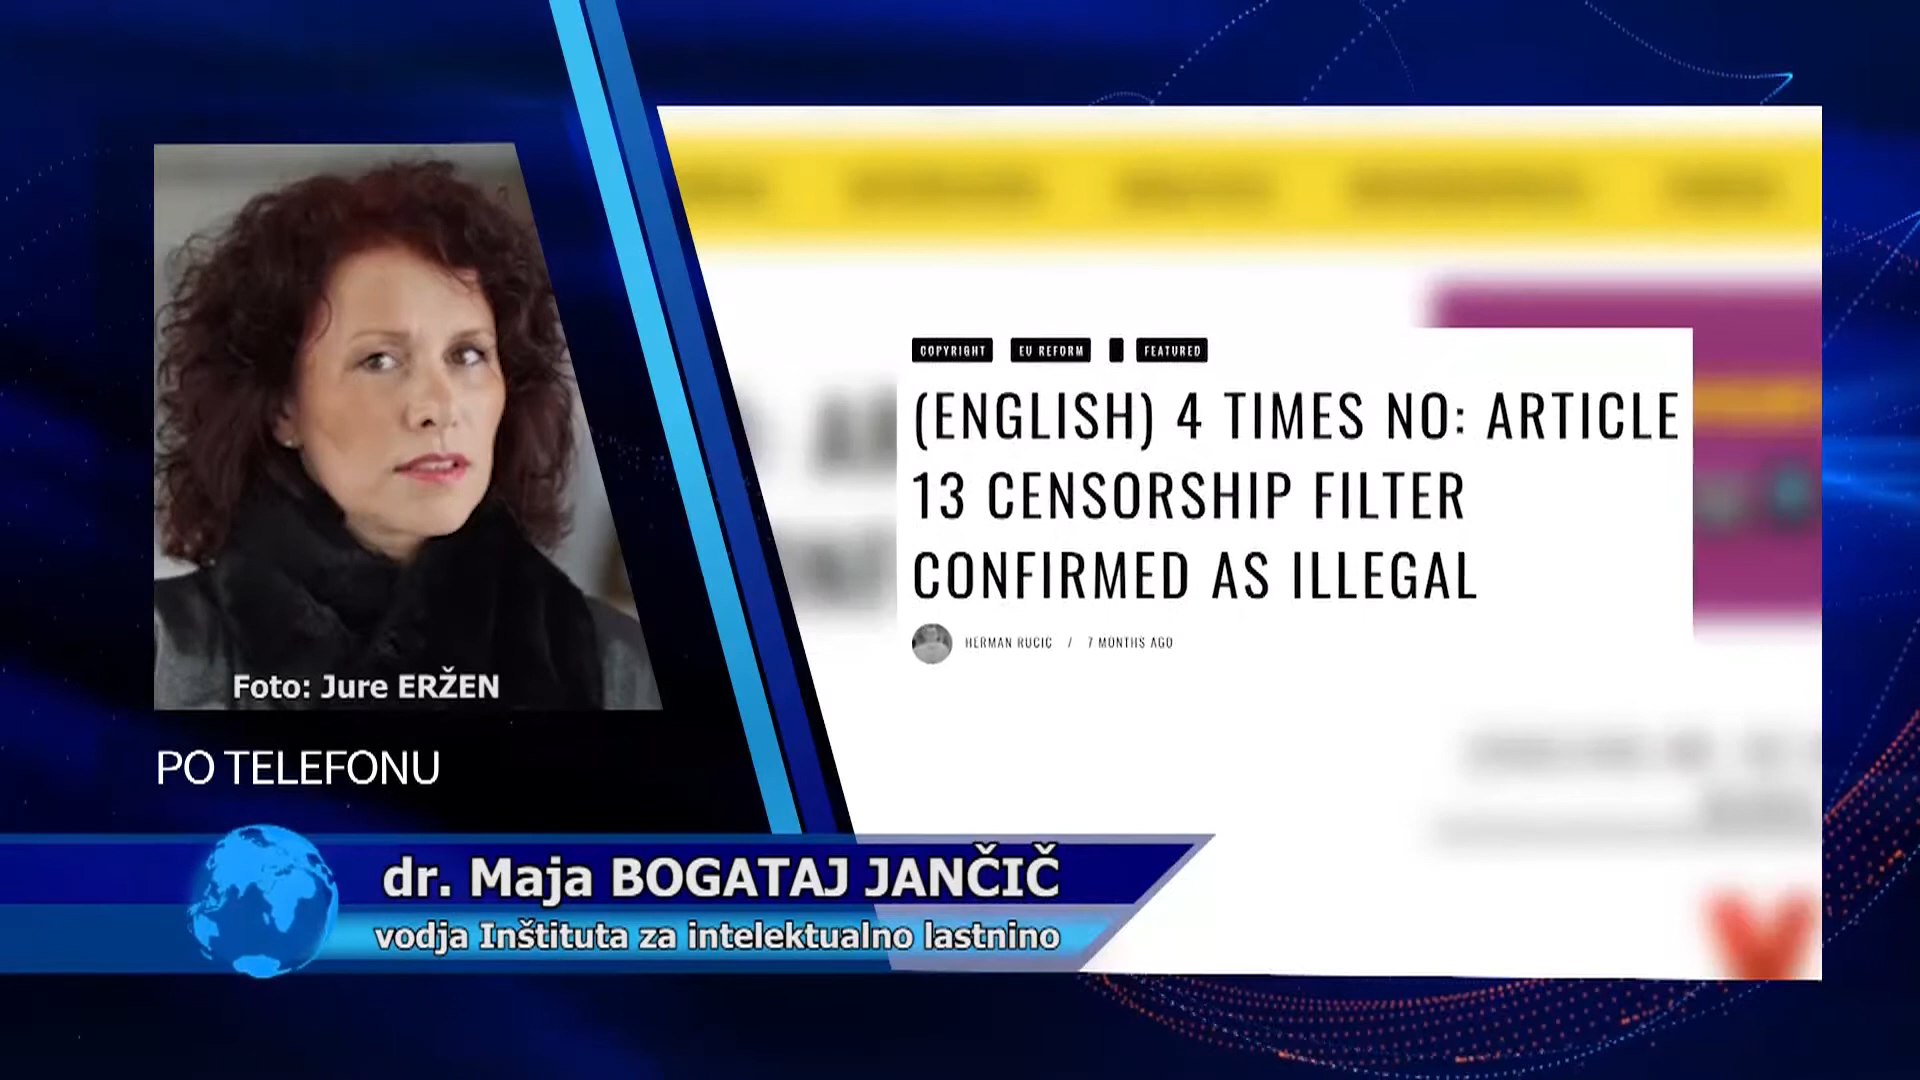 COPYRIGHT EU REFORM FEATURED
(ENGLISH) 4 TIMES NO: ARTICLE
13 CENSORSHIP FILTER
CONFIRMED AS ILLEGAL
HERMAN RUCIC / 7 MONTHS AGO
Foto: Jure ERŽEN
PO TELEFONU
dr. Maja BOGATAJ JANČIČ
vodja Inštituta za intelektualno lastnino